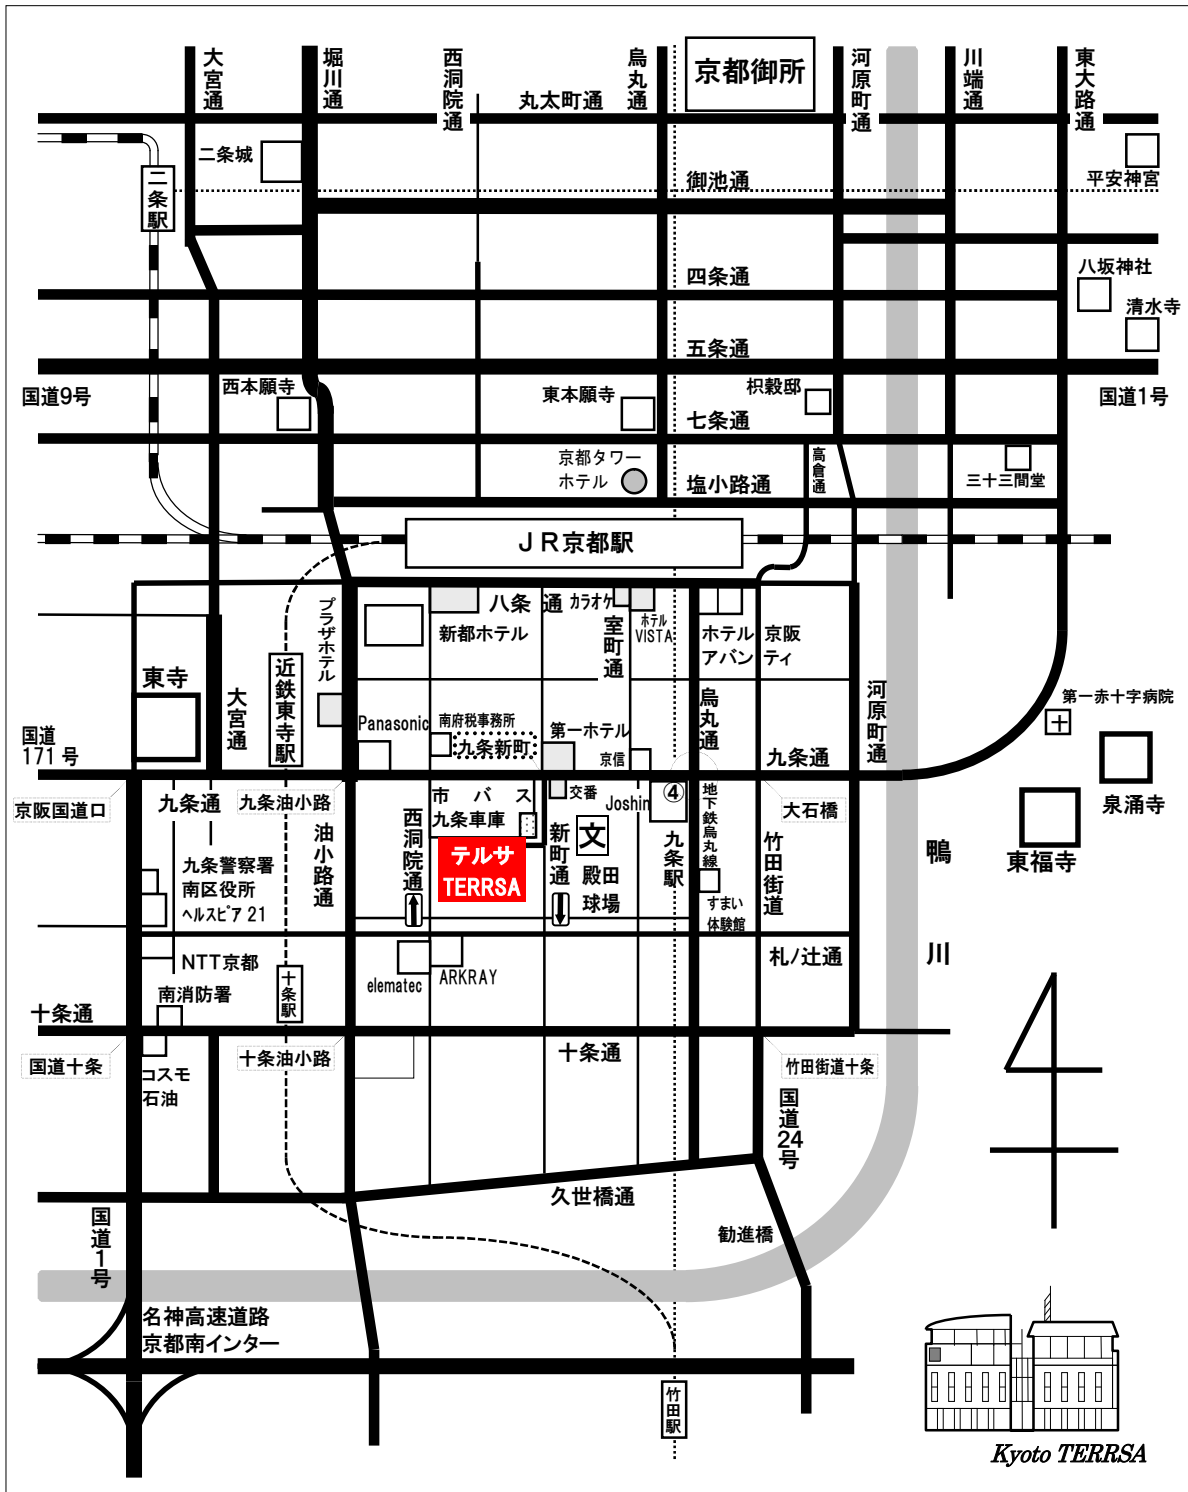 大宮通
堀川通
西洞院通
烏丸通
京都御所
河原町通
川端通
東大路通
丸太町通
二条城
二条駅
御池通
平安神宮
四条通
八坂神社
清水寺
五条通
国道9号
国道1号
西本願寺
東本願寺
枳穀邸
七条通
京都タワー
ホテル
高倉通
三十三間堂
塩小路通
ＪＲ京都駅
プラザホテル
八条通
カラオケ
新都ホテル
室町通
ホテル
VISTA
ホテル 京阪
アバンティ
東寺
大宮通
近鉄東寺駅
烏丸通
河原町通
第一赤十字病院
国道
171号
Panasonic
南府税事務所
九条新町
第一ホテル
京信
九条通
泉涌寺
京阪国道口
九条通
九条油小路
市バス
九条車庫
交番
Joshin
④
大石橋
東福寺
油小路通
西洞院通
テルサ
TERRSA
新町通
文
殿田
球場
九条駅
地下鉄烏丸線
竹田街道
鴨川
九条警察署
南区役所
ヘルスピア21
すまい
体験館
NTT京都
南消防署
十条駅
elematec
ARKRAY
札ノ辻通
十条通
国道十条
十条油小路
十条通
竹田街道十条
コスモ
石油
国道24号
久世橋通
国道1号
勧進橋
名神高速道路
京都南インター
竹田駅
Kyoto TERRSA